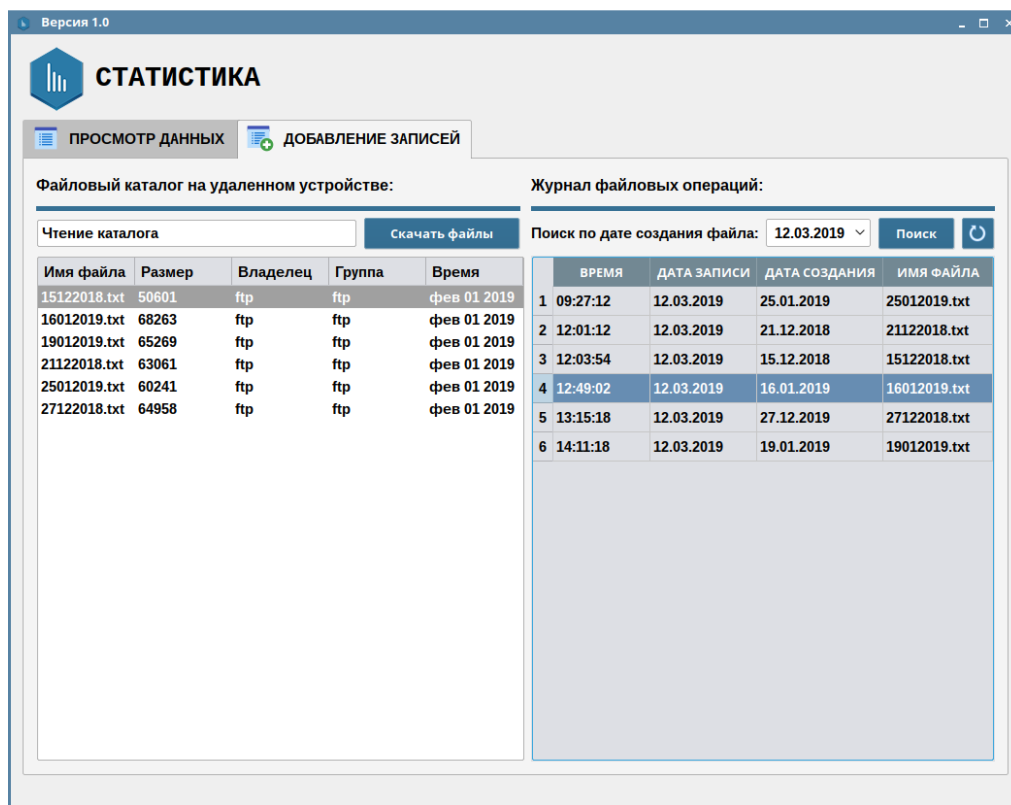 Версия 1.0
СТАТИСТИКА
ПРОСМОТР ДАННЫХ
ДОБАВЛЕНИЕ ЗАПИСЕЙ
Файловый каталог на удаленном устройстве:
Чтение каталога
Скачать файлы
Имя файла Размер Владелец Группа Время
15122018.txt 50601 ftp ftp фев 01 2019
16012019.txt 68263 ftp ftp фев 01 2019
19012019.txt 65269 ftp ftp фев 01 2019
21122018.txt 63061 ftp ftp фев 01 2019
25012019.txt 60241 ftp ftp фев 01 2019
27122018.txt 64958 ftp ftp фев 01 2019
Журнал файловых операций:
Поиск по дате создания файла: 12.03.2019 Поиск
ВРЕМЯ ДАТА ЗАПИСИ ДАТА СОЗДАНИЯ ИМЯ ФАЙЛА
1 09:27:12 12.03.2019 25.01.2019 25012019.txt
2 12:01:12 12.03.2019 21.12.2018 21122018.txt
3 12:03:54 12.03.2019 15.12.2018 15122018.txt
4 12:49:02 12.03.2019 16.01.2019 16012019.txt
5 13:15:18 12.03.2019 27.12.2019 27122018.txt
6 14:11:18 12.03.2019 19.01.2019 19012019.txt